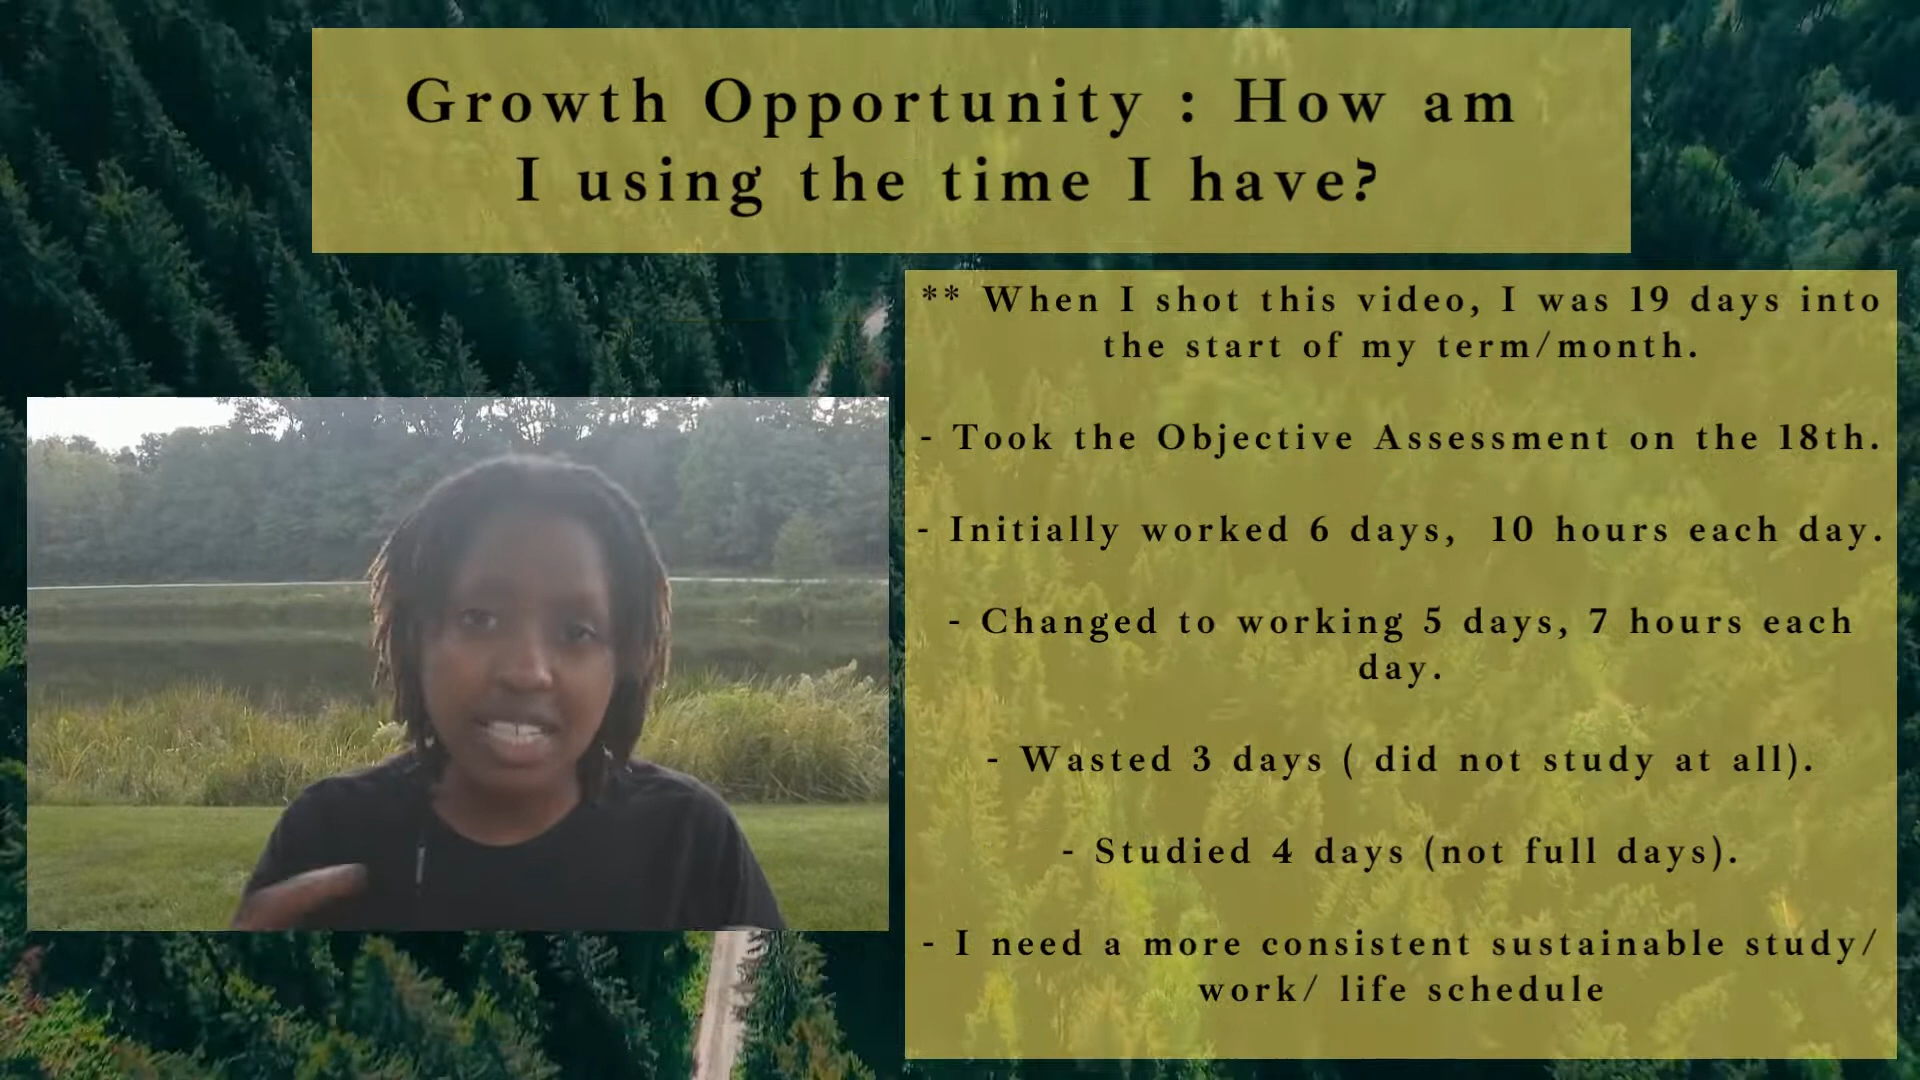 Growth Opportunity : How am
I using the time I have?
** When I shot this video, I was 19 days into
the start of my term/month.
- Took the Objective Assessment on the 18th.
- Initially worked 6 days, 10 hours each day.
- Changed to working 5 days, 7 hours each
day.
- Wasted 3 days ( did not study at all).
- Studied 4 days (not full days).
- I need a more consistent sustainable study/
work/ life schedule